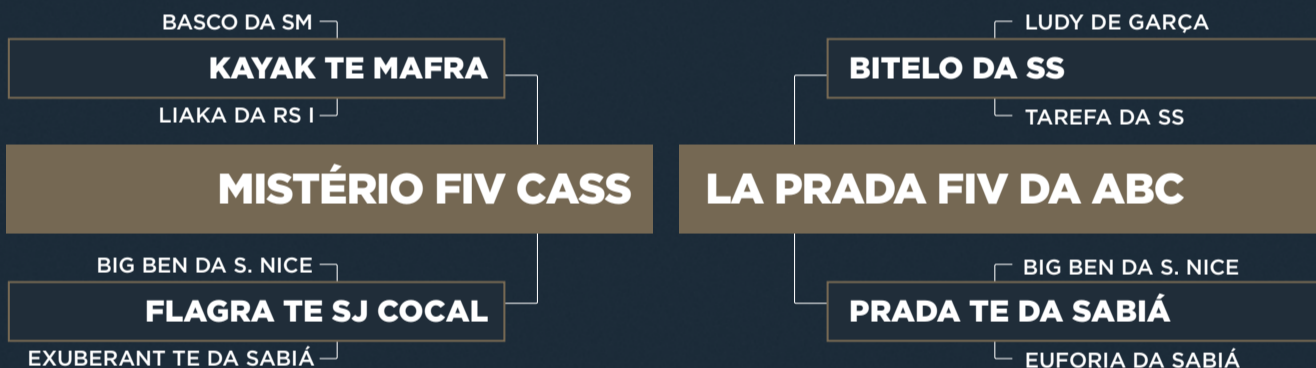 BASCO DA SM
KAYAK TE MAFRA
LIAKA DA RS I
MISTÉRIO FIV CASS
BIG BEN DA S. NICE
FLAGRA TE SJ COCAL
EXUBERANT TE DA SABIÁ
LUDY DE GARÇA
BITELO DA SS
TAREFA DA SS
LA PRADA FIV DA ABC
BIG BEN DA S. NICE
PRADA TE DA SABIÁ
EUFORIA DA SABIÁ